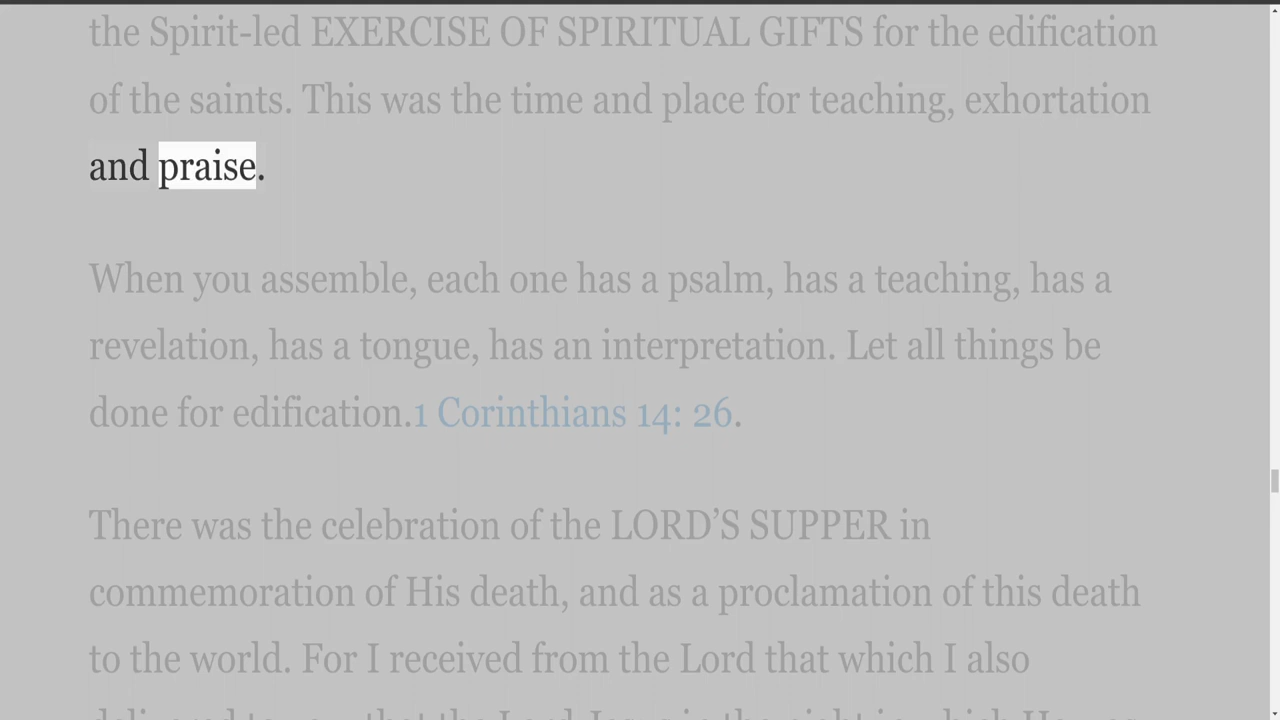 the Spirit-led EXERCISE OF SPIRITUAL GIFTS for the edification
of the saints. This was the time and place for teaching, exhortation
and praise.
When you assemble, each one has a psalm, has a teaching, has a
revelation, has a tongue, has an interpretation. Let all things be
done for edification.1 Corinthians 14: 26.
There was the celebration of the LORD’S SUPPER in
commemoration of His death, and as a proclamation of this death
to the world. For I received from the Lord that which I also